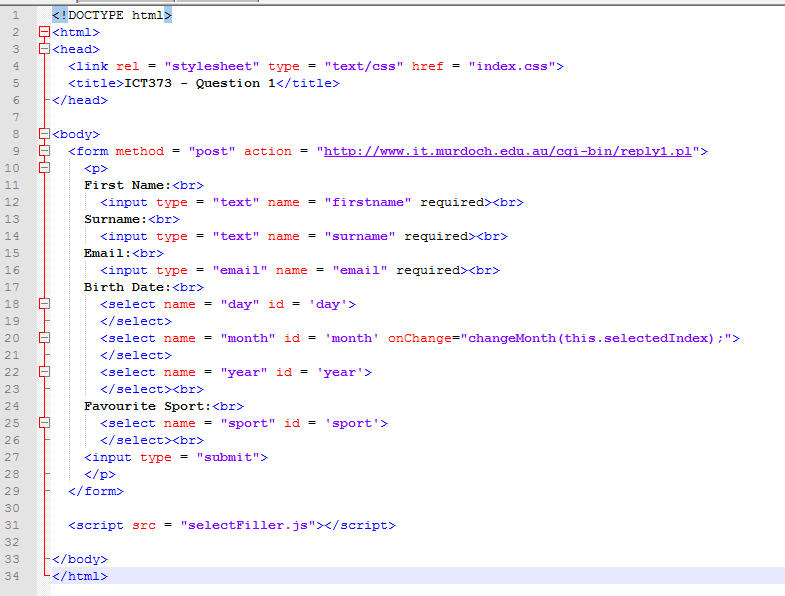 1 <!DOCTYPE html>
2 <html>
3 <head>
4 <link rel = "stylesheet" type = "text/css" href = "index.css">
5 <title>ICT373 - Question 1</title>
6 </head>
7
8 <body>
9 <form method = "post" action = "http://www.it.murdoch.edu.au/cgi-bin/reply1.pl">
10 <p>
11 First Name:<br>
12 <input type = "text" name = "firstname" required><br>
13 Surname:<br>
14 <input type = "text" name = "surname" required><br>
15 Email:<br>
16 <input type = "email" name = "email" required><br>
17 Birth Date:<br>
18 <select name = "day" id = 'day'>
19 </select>
20 <select name = "month" id = 'month' onChange="changeMonth(this.selectedIndex);">
21 </select>
22 <select name = "year" id = 'year'>
23 </select><br>
24 Favourite Sport:<br>
25 <select name = "sport" id = 'sport'>
26 </select><br>
27 <input type = "submit">
28 </p>
29 </form>
30
31 <script src = "selectFiller.js"></script>
32
33 </body>
34 </html>